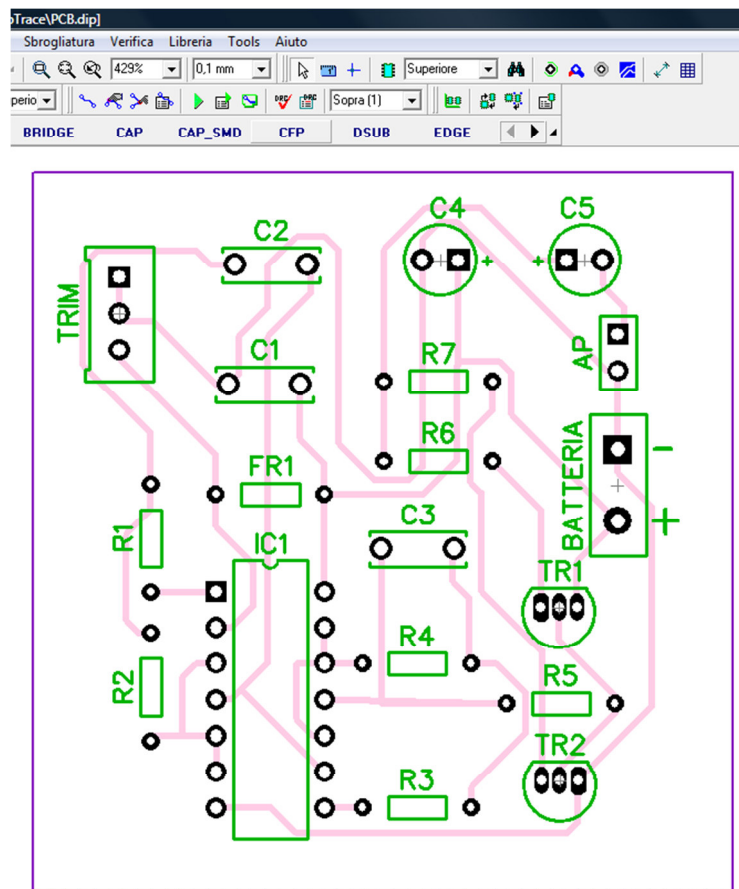 oTrace\PCB.dip]
Sbrogliatura Verifica Libreria Tools Aiuto
429% 0,1 mm Superiore
perio Sopra (1)
BRIDGE CAP CAP_SMD CFP DSUB EDGE
C4 C5
C2
TRIM
AP
C1 R7
R6
BATTERIA
FR1
C3
R1
IC1
TR1
R4
R2
R5
TR2
R3